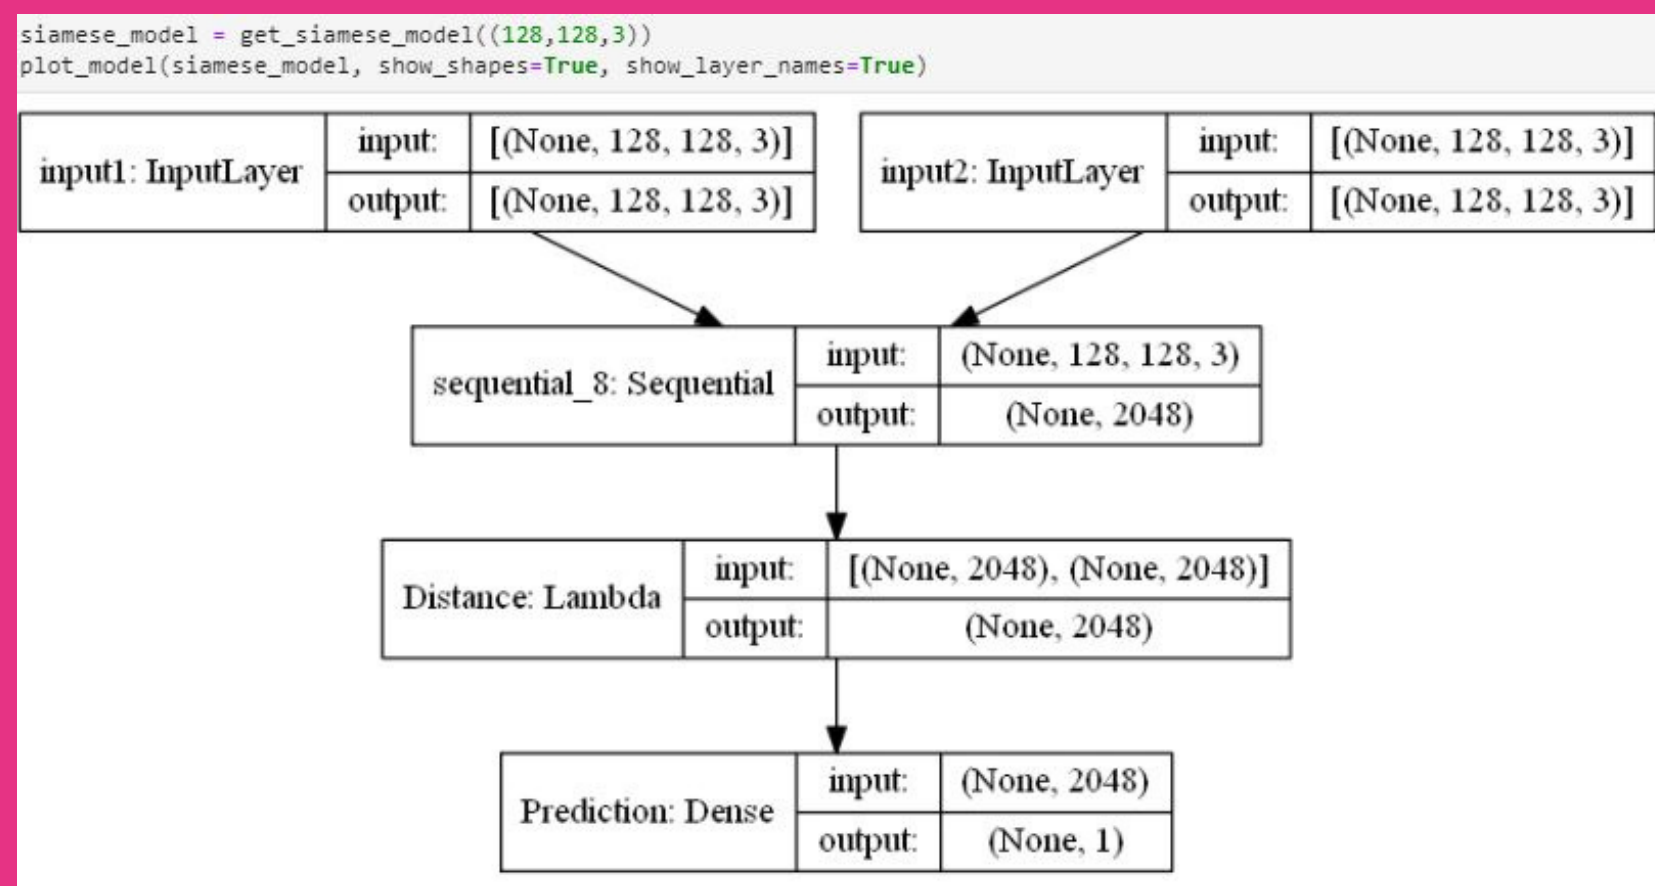 siamese_model = get_siamese_model((128,128,3))
plot_model(siamese_model, show_shapes=True, show_layer_names=True)
input1: InputLayer
input: [(None, 128, 128, 3)]
output: [(None, 128, 128, 3)]
input2: InputLayer
input: [(None, 128, 128, 3)]
output: [(None, 128, 128, 3)]
sequential_8: Sequential
input: (None, 128, 128, 3)
output: (None, 2048)
Distance: Lambda
input: [(None, 2048), (None, 2048)]
output: (None, 2048)
Prediction: Dense
input: (None, 2048)
output: (None, 1)